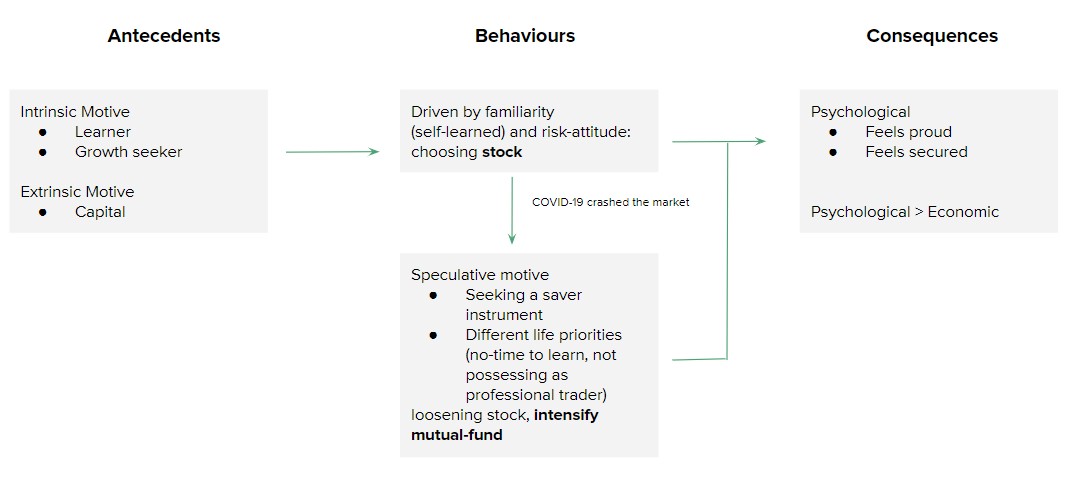 Antecedents
Behaviours
Consequences
Intrinsic Motive
● Learner
● Growth seeker
Extrinsic Motive
● Capital
Driven by familiarity
(self-learned) and risk-attitude:
choosing stock
COVID-19 crashed the market
Speculative motive
● Seeking a saver
instrument
● Different life priorities
(no-time to learn, not
possessing as
professional trader)
loosening stock, intensify
mutual-fund
Psychological
● Feels proud
● Feels secured
Psychological > Economic